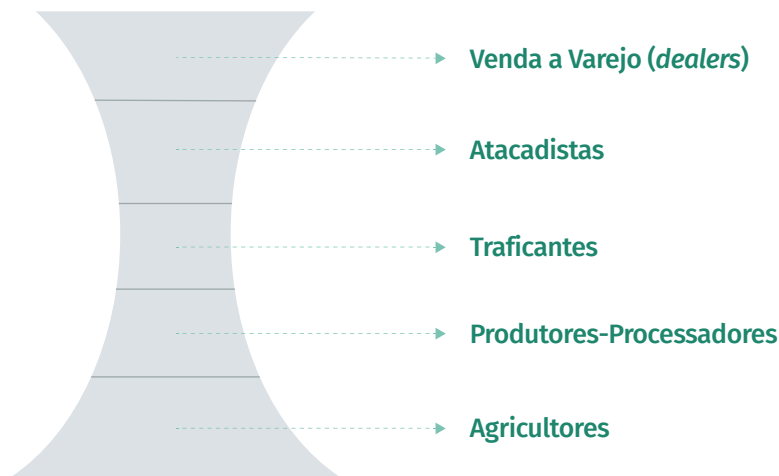 Venda a Varejo (dealers)
Atacadistas
Traficantes
Produtores-Processadores
Agricultores